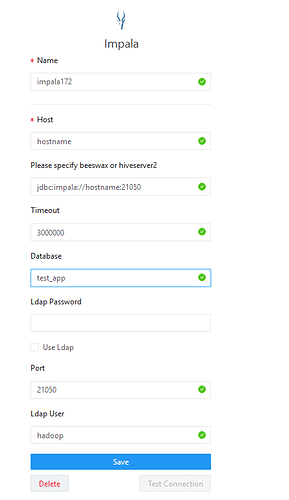 Impala
* Name
impala172
* Host
hostname
Please specify beeswax or hiveserver2
jdbc:impala://hostname:21050
Timeout
3000000
Database
test_app
Ldap Password
Use Ldap
Port
21050
Ldap User
hadoop
Save
Delete
Test Connection